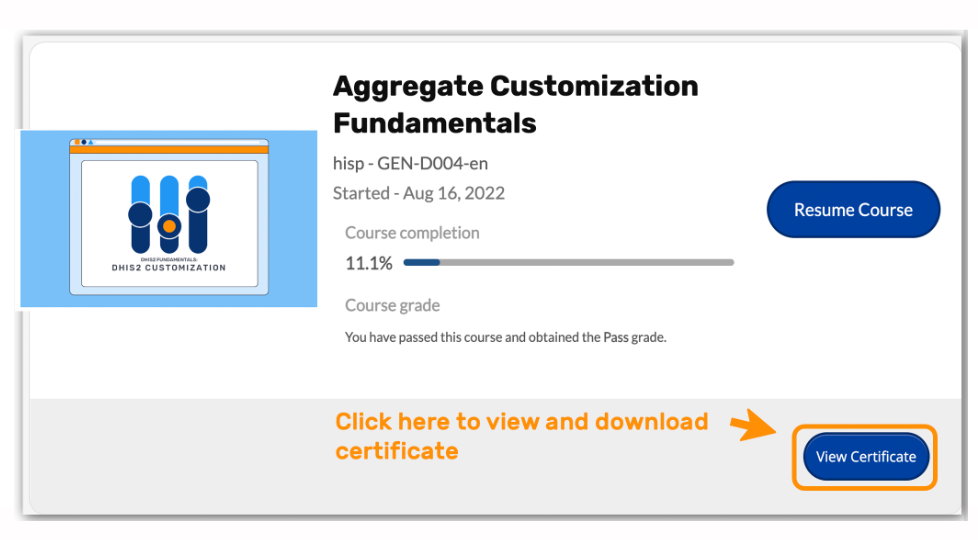 Aggregate Customization
Fundamentals
hisp - GEN-D004-en
Started - Aug 16, 2022
Resume Course
Course completion
11.1%
DHIS2 FUNDAMENTALS:
DHIS2 CUSTOMIZATION
Course grade
You have passed this course and obtained the Pass grade.
Click here to view and download
certificate
View Certificate